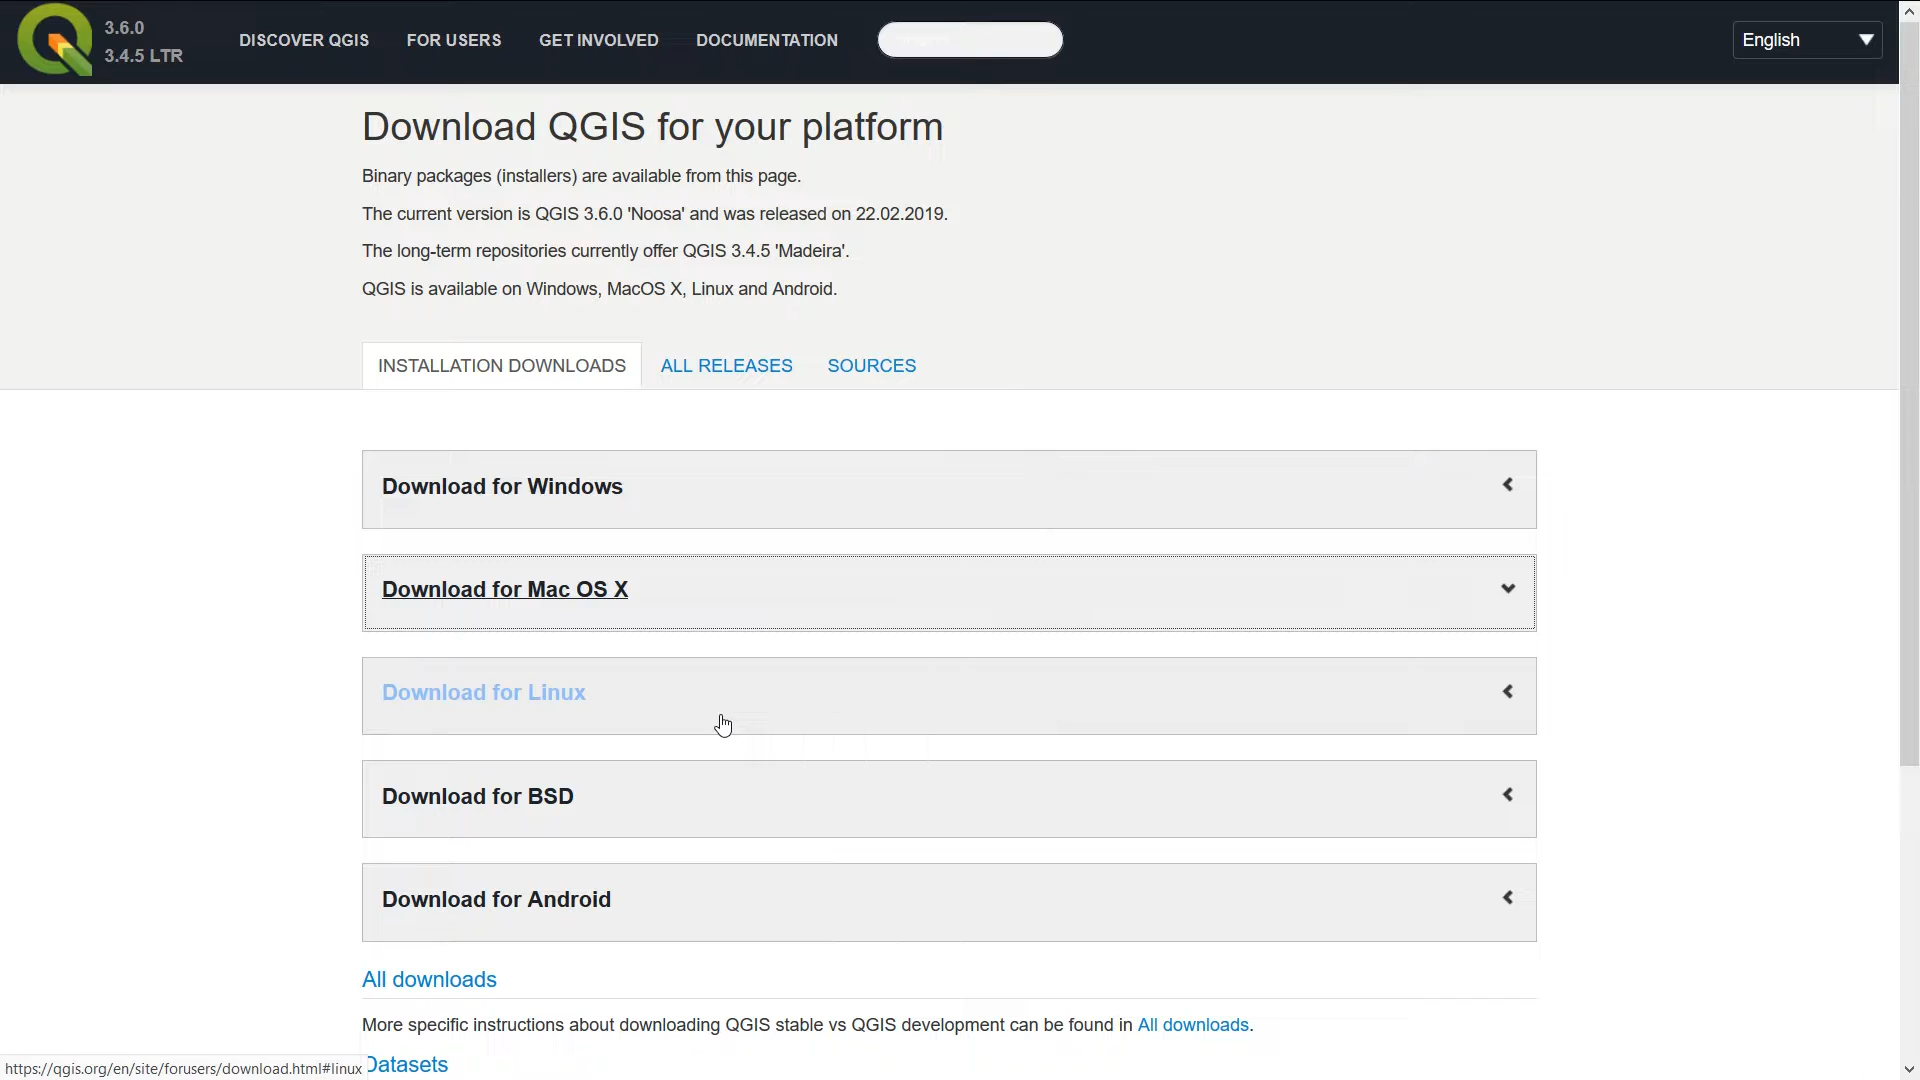 3.6.0
3.4.5 LTR
DISCOVER QGIS
FOR USERS
GET INVOLVED
DOCUMENTATION
English
Download QGIS for your platform
Binary packages (installers) are available from this page.
The current version is QGIS 3.6.0 'Noosa' and was released on 22.02.2019.
The long-term repositories currently offer QGIS 3.4.5 'Madeira'.
QGIS is available on Windows, MacOS X, Linux and Android.
INSTALLATION DOWNLOADS
ALL RELEASES
SOURCES
Download for Windows
Download for Mac OS X
Download for Linux
Download for BSD
Download for Android
All downloads
More specific instructions about downloading QGIS stable vs QGIS development can be found in All downloads.
Datasets
https://qgis.org/en/site/forusers/download.html#linux